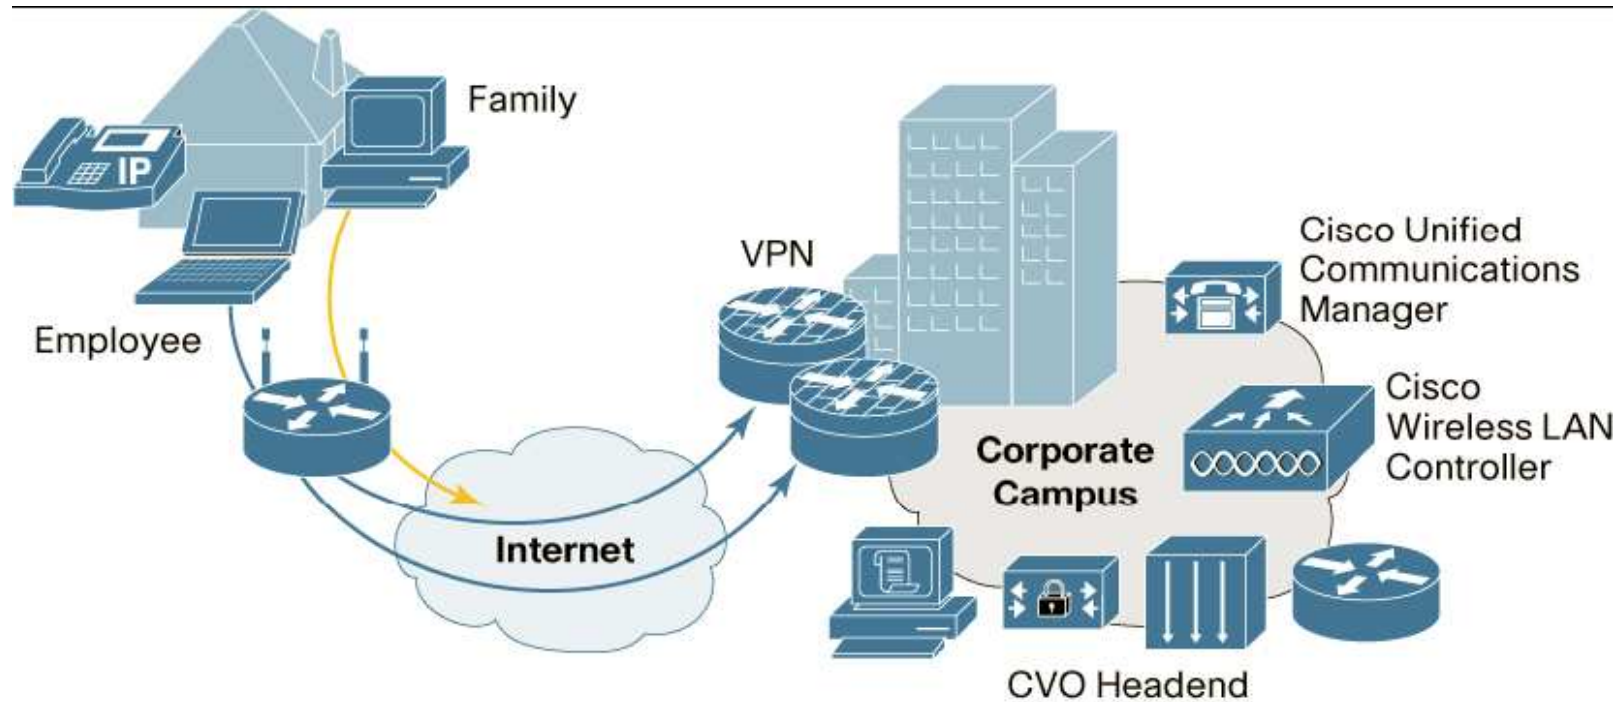 Family
IP
Employee
VPN
Internet
Corporate
Campus
Cisco Unified
Communications
Manager
Cisco
Wireless LAN
Controller
CVO Headend